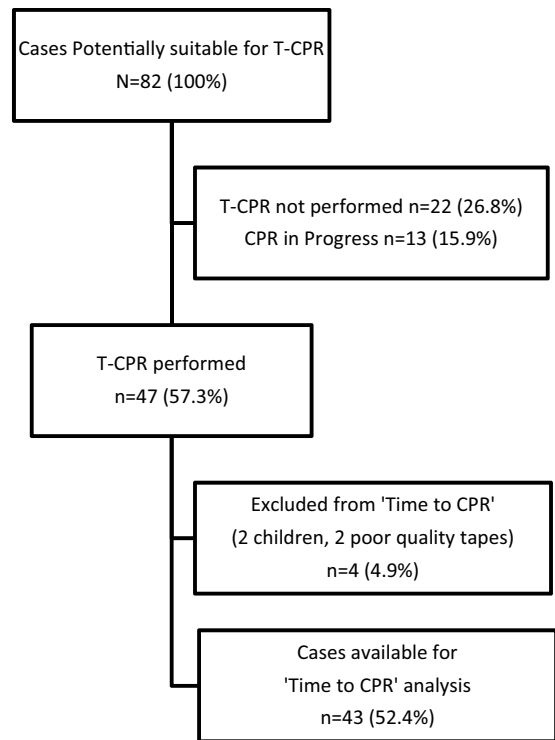 Cases Potentially suitable for T-CPR
N=82 (100%)
T-CPR not performed n=22 (26.8%)
CPR in Progress n=13 (15.9%)
T-CPR performed
n=47 (57.3%)
Excluded from 'Time to CPR'
(2 children, 2 poor quality tapes)
n=4 (4.9%)
Cases available for
'Time to CPR' analysis
n=43 (52.4%)